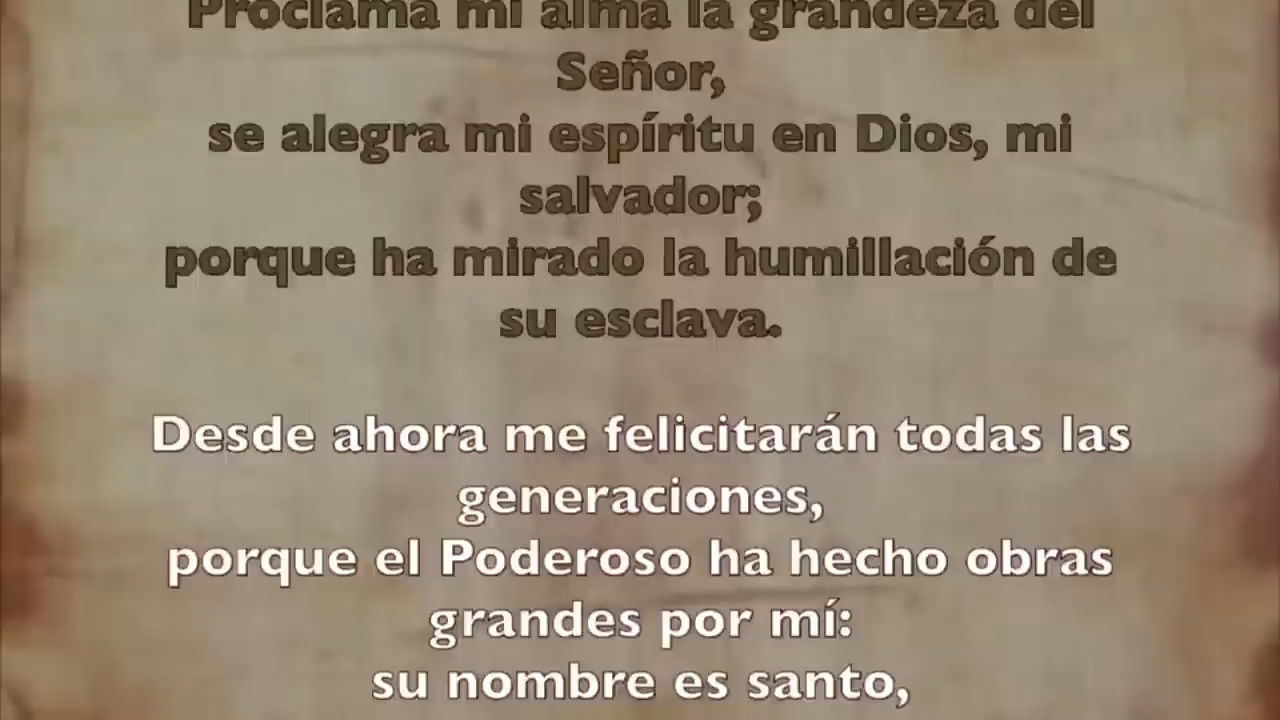 Proclama mi alma la grandeza del
Señor,
se alegra mi espíritu en Dios, mi
salvador;
porque ha mirado la humillación de
su esclava.
Desde ahora me felicitarán todas las
generaciones,
porque el Poderoso ha hecho obras
grandes por mí:
su nombre es santo,